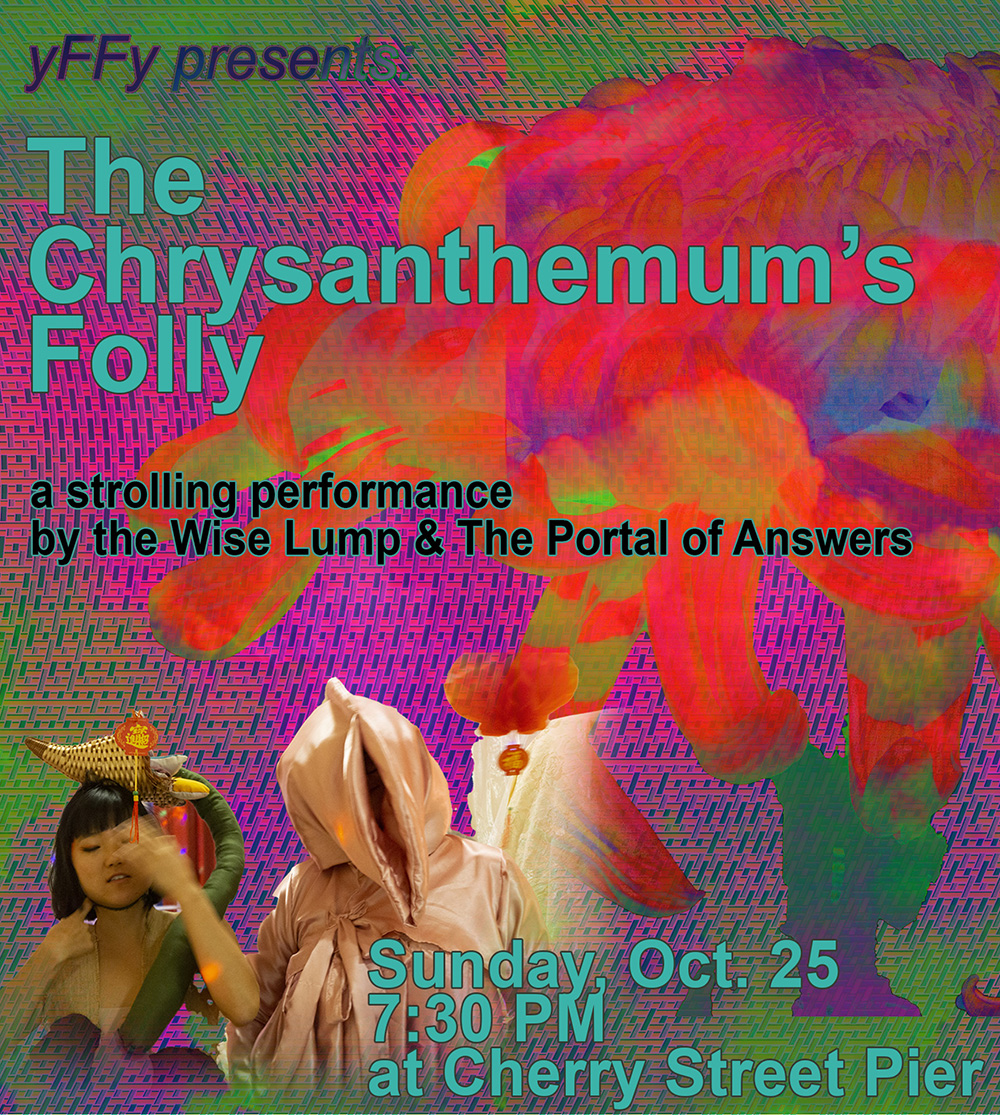 yFFy presents:
The
Chrysanthemum’s
Folly
a strolling performance
by the Wise Lump & The Portal of Answers
Sunday, Oct. 25
7:30 PM
at Cherry Street Pier